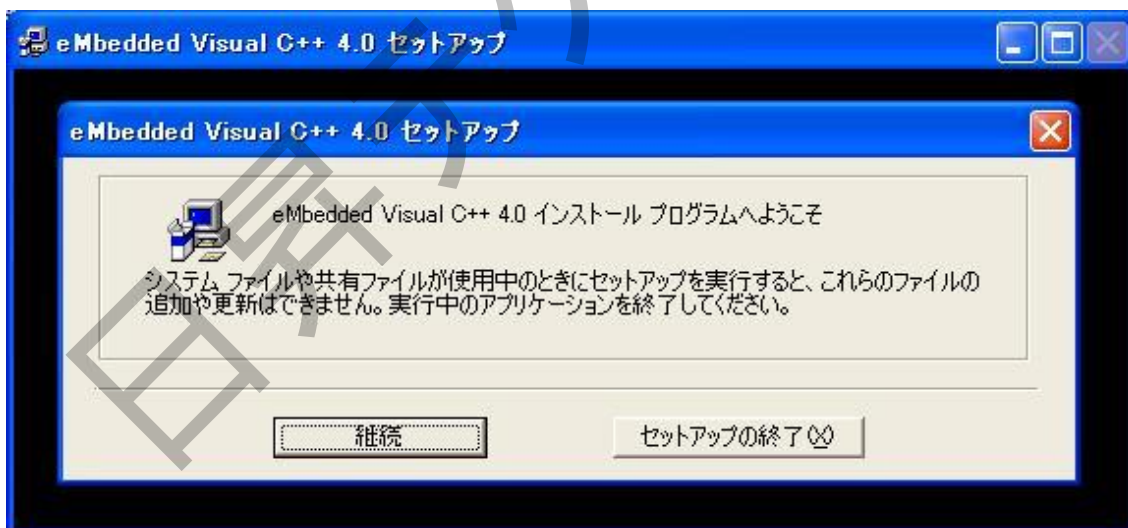 eMbedded Visual C++ 4.0 セットアップ
eMbedded Visual C++ 4.0 セットアップ
eMbedded Visual C++ 4.0 インストール プログラムへようこそ
システム ファイルや共有ファイルが使用中のときにセットアップを実行すると、これらのファイルの
追加や更新はできません。実行中のアプリケーションを終了してください。
継続
セットアップの終了(X)
日昇